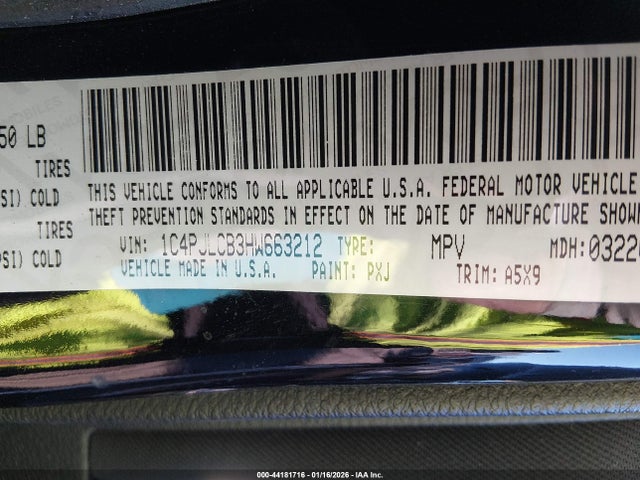 50 LB
TIRES
SI) COLD
TIRES
PSI) COLD
THIS VEHICLE CONFORMS TO ALL APPLICABLE U.S.A. FEDERAL MOTOR VEHICLE
THEFT PREVENTION STANDARDS IN EFFECT ON THE DATE OF MANUFACTURE SHOW
VIN: 1C4PJLCB3HW663212 TYPE: MPV MDH:0322
VEHICLE MADE IN U.S.A. PAINT: PXJ TRIM: A5X9
000-44181716 - 01/16/2026 - IAA Inc.